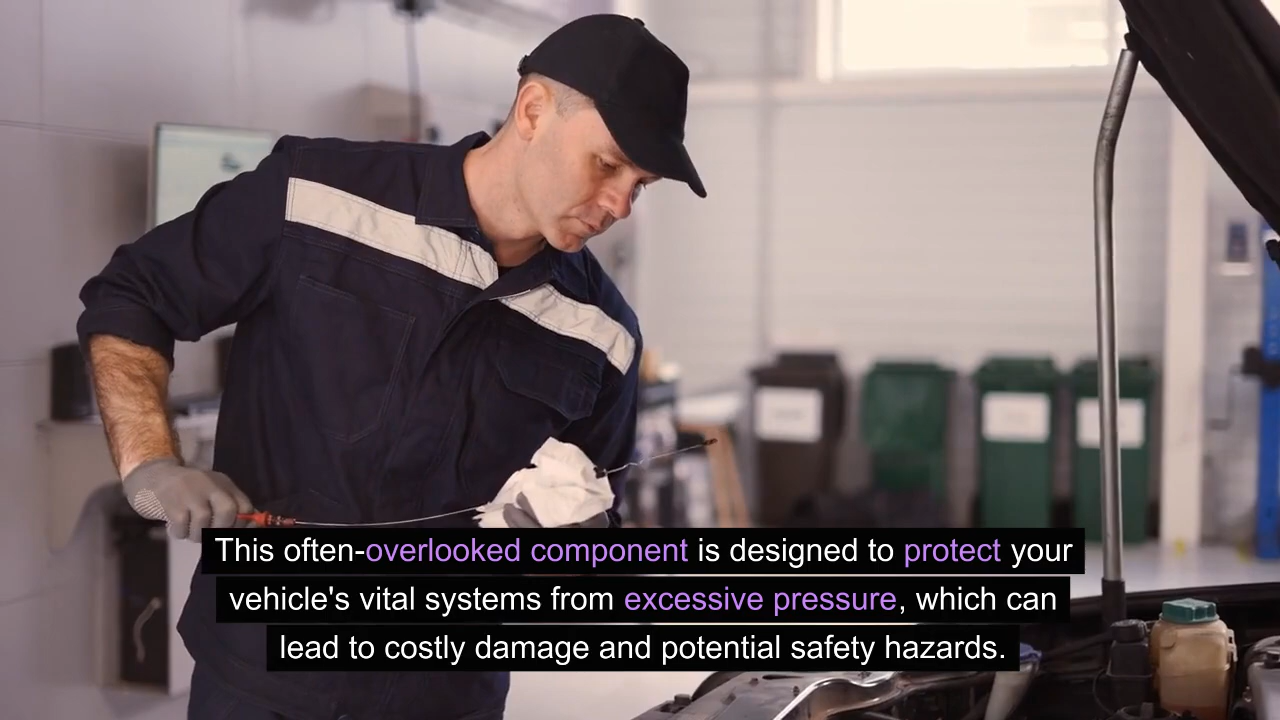 This often-overlooked component is designed to protect your
vehicle's vital systems from excessive pressure, which can
lead to costly damage and potential safety hazards.